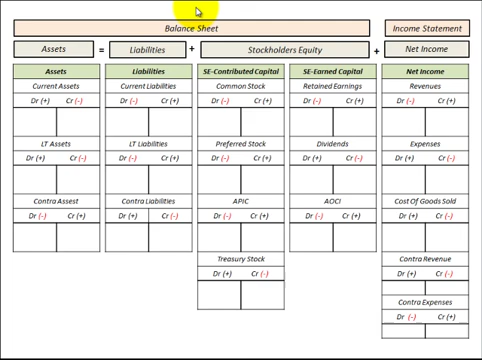 Balance Sheet Income Statement
Assets = Liabilities + Stockholders Equity + Net Income
Assets Liabilities SE-Contributed Capital SE-Earned Capital Net Income
Current Assets Current Liabilities Common Stock Retained Earnings Revenues
Dr (+) Cr (-) Dr (-) Cr (+) Dr (-) Cr (+) Dr (-) Cr (+) Dr (-) Cr (+)
LT Assets LT Liabilities Preferred Stock Dividends Expenses
Dr (+) Cr (-) Dr (-) Cr (+) Dr (-) Cr (+) Dr (+) Cr (-) Dr (+) Cr (-)
Contra Assest Contra Liabilities APIC AOCI Cost Of Goods Sold
Dr (-) Cr (+) Dr (+) Cr (-) Dr (-) Cr (+) Dr (-) Cr (+) Dr (+) Cr (-)
Treasury Stock Contra Revenue
Dr (+) Cr (-) Dr (+) Cr (-)
Contra Expenses
Dr (-) Cr (+)